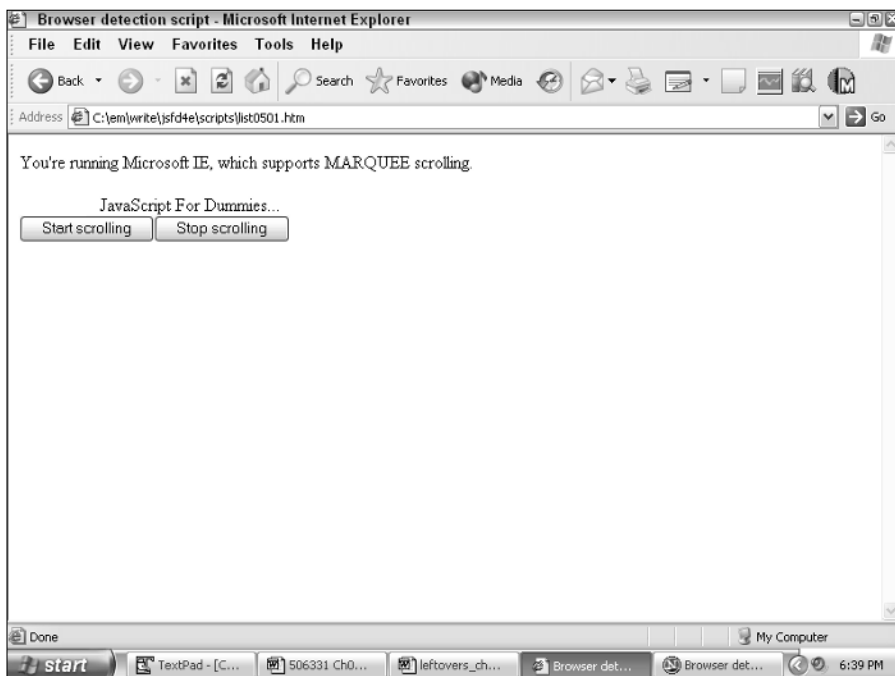 Browser detection script - Microsoft Internet Explorer
File Edit View Favorites Tools Help
Back Search Favorites Media
Address C:\em\write\jsfd4e\scripts\list0501.htm Go
You're running Microsoft IE, which supports MARQUEE scrolling.
JavaScript For Dummies...
Start scrolling Stop scrolling
Done My Computer
start TextPad - [C... 506331 Ch0... leftovers_ch... Browser det... Browser det... 6:39 PM